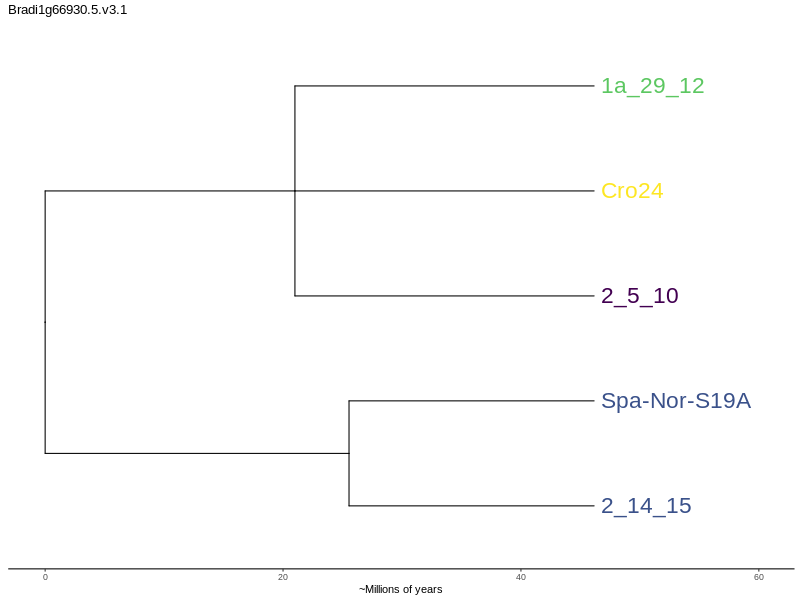 Bradi1g66930.5.v3.1
1a_29_12
Cro24
2_5_10
Spa-Nor-S19A
2_14_15
0 20 40 60
~Millions of years